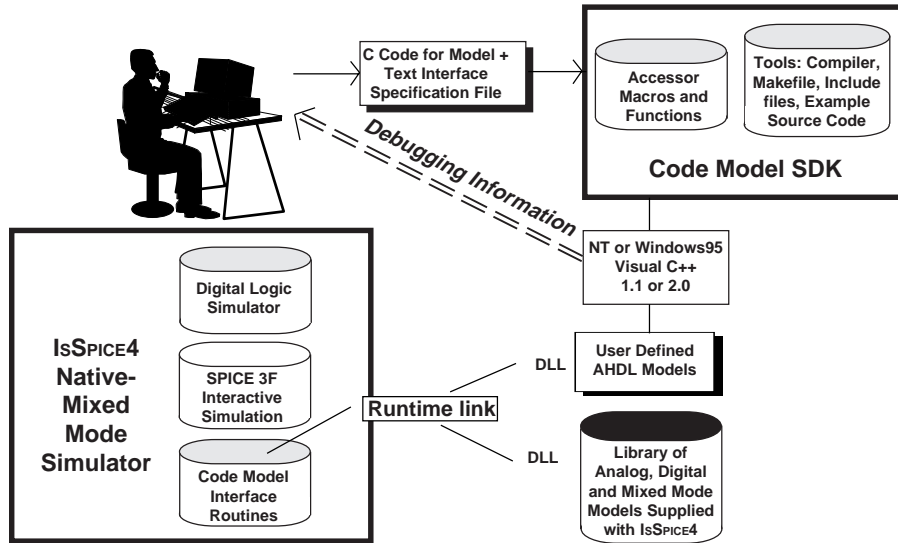 C Code for Model +
Text Interface
Specification File
Accessor
Macros and
Functions
Tools: Compiler,
Makefile, Include
files, Example
Source Code
Code Model SDK
Debugging Information
NT or Windows95
Visual C++
1.1 or 2.0
Digital Logic
Simulator
ISSPICE4
Native-
Mixed
Mode
Simulator
SPICE 3F
Interactive
Simulation
Code Model
Interface
Routines
Runtime link
DLL
User Defined
AHDL Models
DLL
Library of
Analog, Digital
and Mixed Mode
Models Supplied
with ISSPICE4